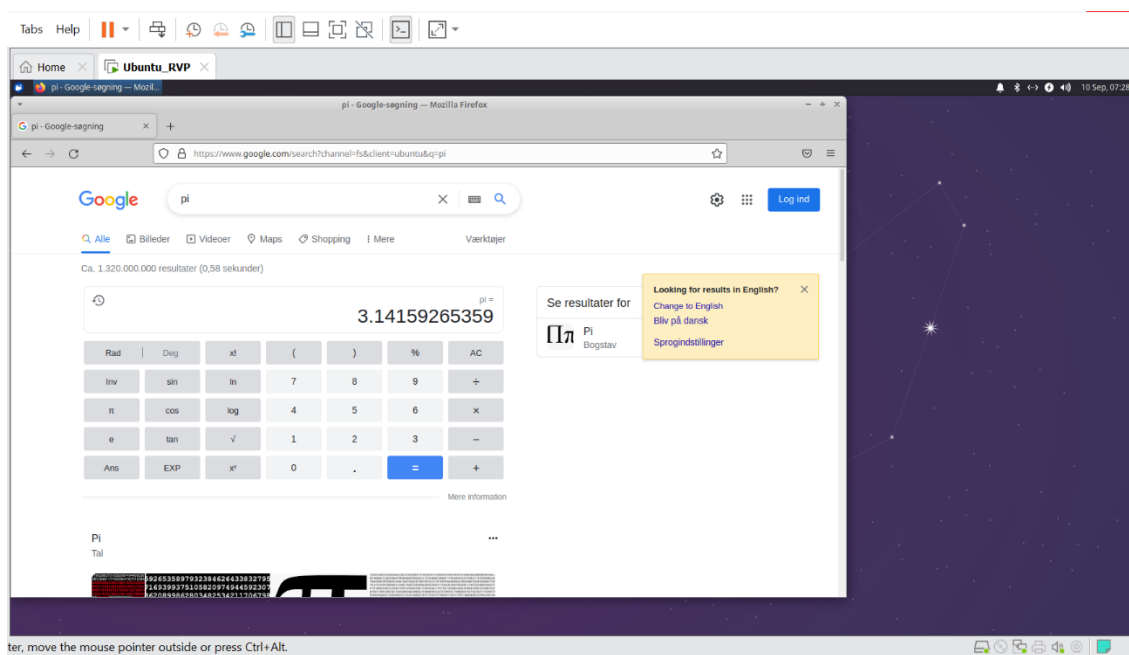 Tabs Help
Home Ubuntu_RVP
pi - Google-søgning — Mozil... 10 Sep, 07:28
pi - Google-søgning — Mozilla Firefox
pi - Google-søgning
https://www.google.com/search?channel=fs&client=ubuntu&q=pi
Google pi Log ind
Alle Billeder Videoer Maps Shopping Mere Værktøjer
Ca. 1.320.000.000 resultater (0,58 sekunder)
pi =
3.14159265359
Rad Deg x! ( ) % AC
Inv sin ln 7 8 9 ÷
π cos log 4 5 6 ×
e tan √ 1 2 3 −
Ans EXP xʸ 0 . = +
Mere information
Se resultater for
Ππ Pi
Bogstav
Looking for results in English?
Change to English
Bliv på dansk
Sprogindstillinger
Pi
Tal
ter, move the mouse pointer outside or press Ctrl+Alt.